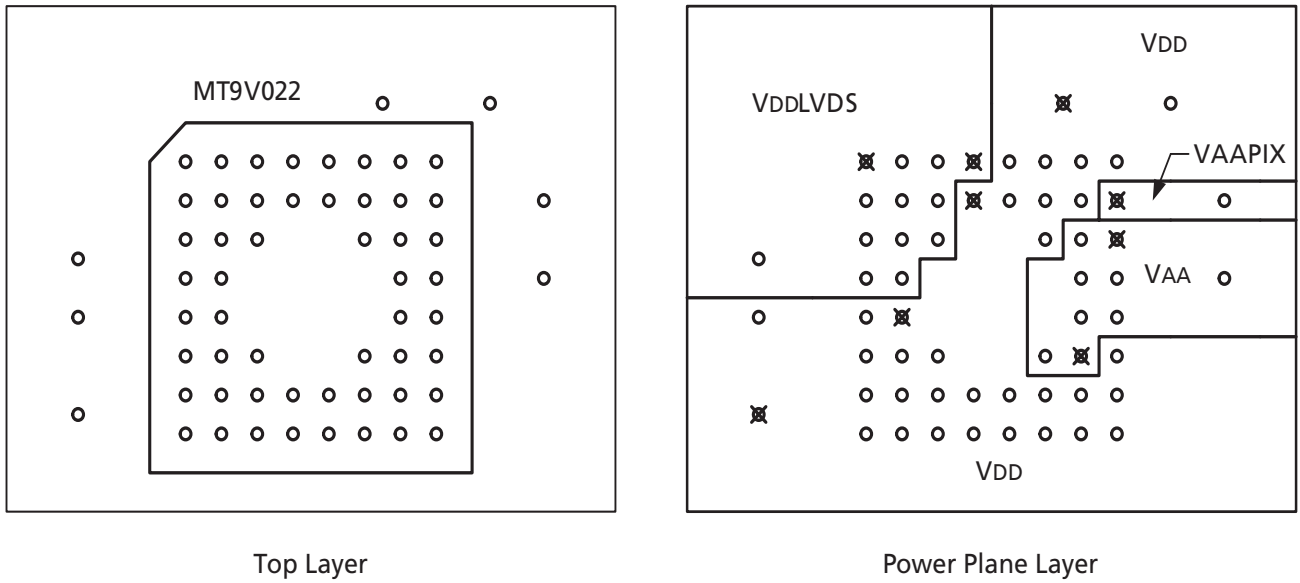 MT9V022
Top Layer
VDDLVDS
VDD
VAAPIX
VAA
VDD
Power Plane Layer